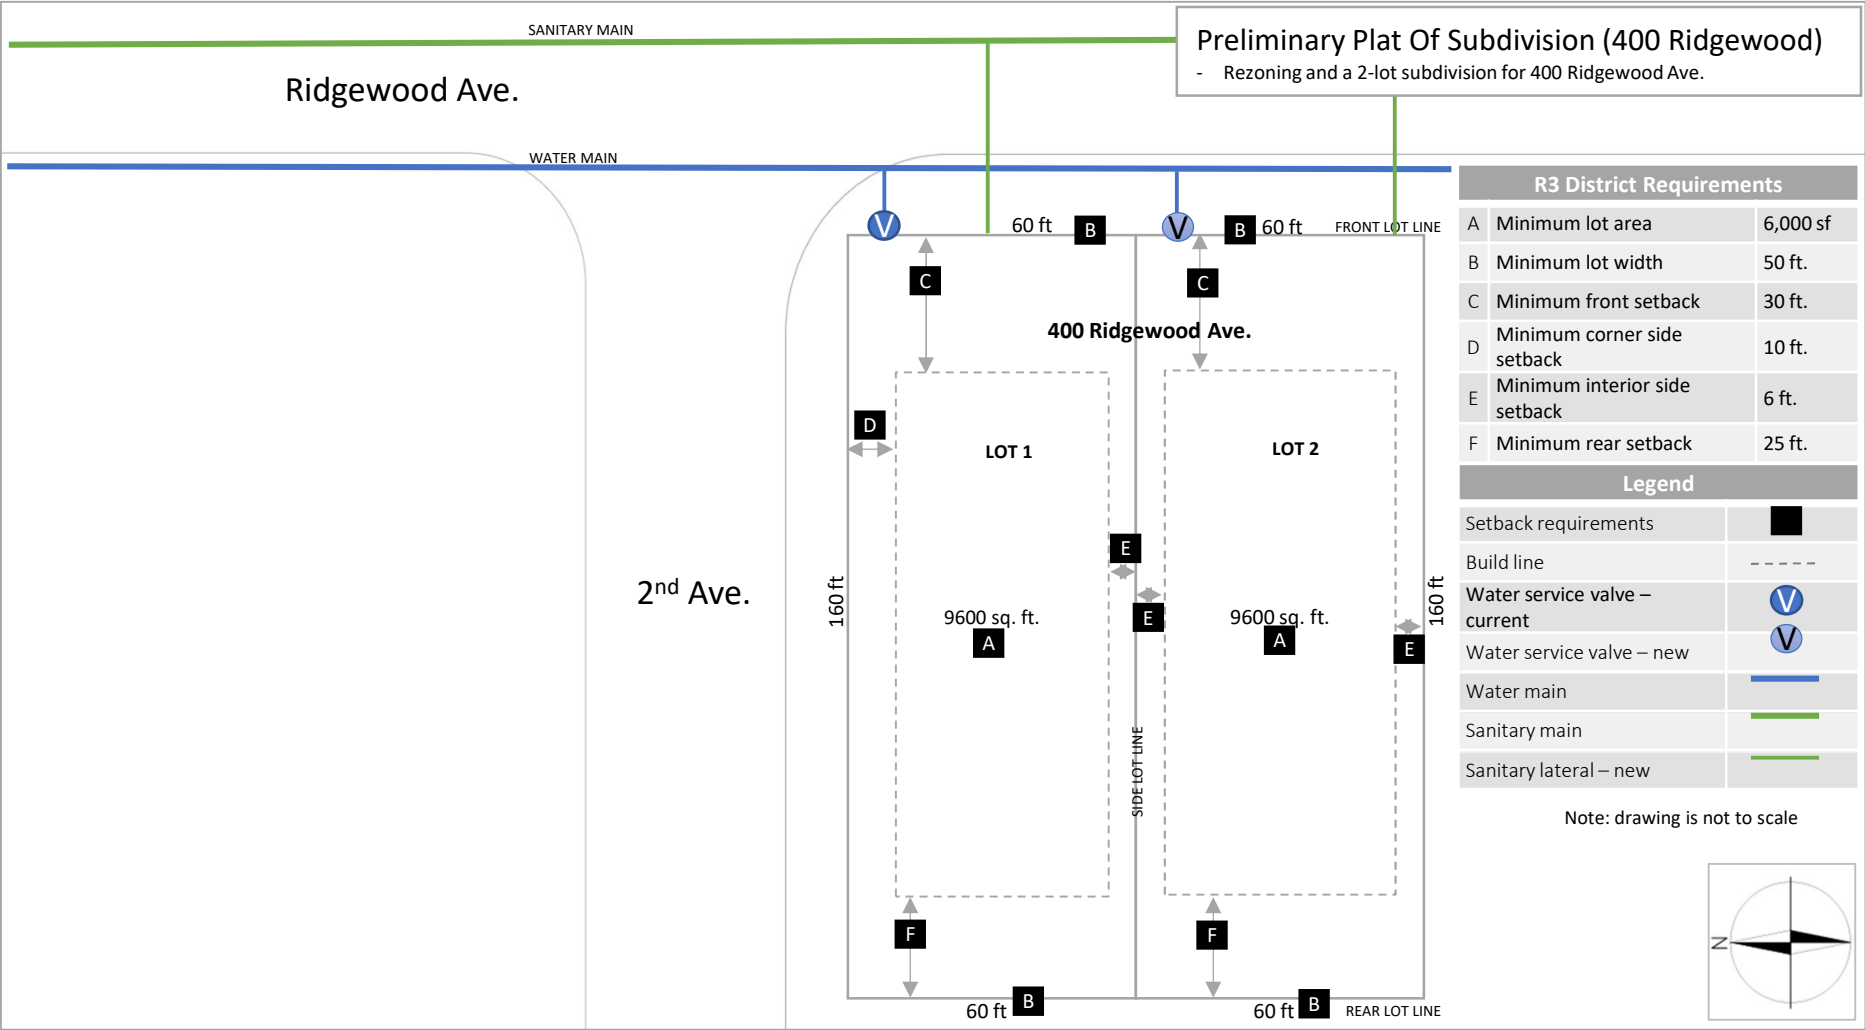 SANITARY MAIN
Preliminary Plat Of Subdivision (400 Ridgewood)
- Rezoning and a 2-lot subdivision for 400 Ridgewood Ave.
Ridgewood Ave.
WATER MAIN
V
V
60 ft
B
B
60 ft
FRONT LOT LINE
C
C
400 Ridgewood Ave.
D
LOT 1
LOT 2
E
E
E
2nd Ave.
160 ft
160 ft
9600 sq. ft.
A
9600 sq. ft.
A
SIDE LOT LINE
F
F
60 ft
B
60 ft
B
REAR LOT LINE
R3 District Requirements
A Minimum lot area 6,000 sf
B Minimum lot width 50 ft.
C Minimum front setback 30 ft.
D Minimum corner side
setback 10 ft.
E Minimum interior side
setback 6 ft.
F Minimum rear setback 25 ft.
Legend
Setback requirements
Build line
Water service valve –
current V
Water service valve – new V
Water main
Sanitary main
Sanitary lateral – new
Note: drawing is not to scale
N